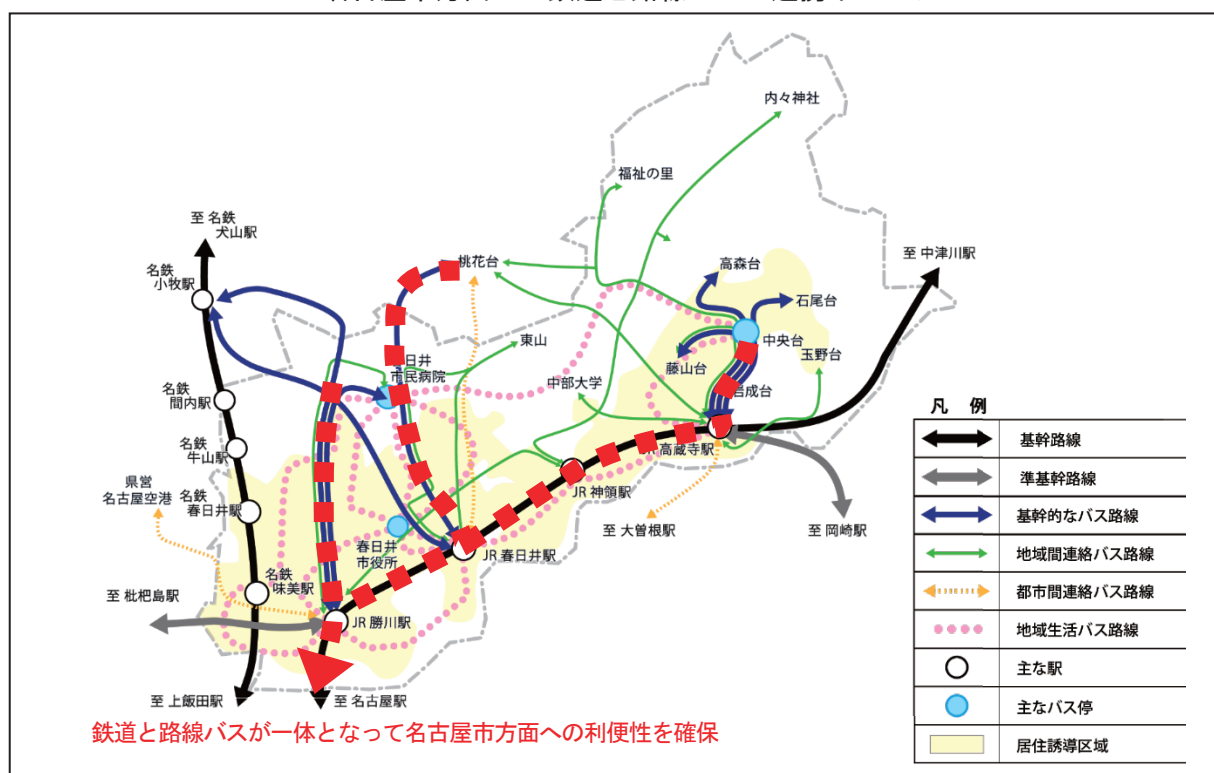 内々神社
福祉の里
至 名鉄
犬山駅
桃花台
高森台
至 中津川駅
名鉄
小牧駅
石尾台
中央台
東山
玉野台
日井
市民病院
藤山台
中部大学
岩成台
名鉄
間内駅
凡 例
基幹路線
準基幹路線
基幹的なバス路線
地域間連絡バス路線
都市間連絡バス路線
地域生活バス路線
主な駅
主なバス停
居住誘導区域
名鉄
牛山駅
JR 高蔵寺駅
県営
名古屋空港
名鉄
春日井駅
JR 神領駅
至 大曽根駅
至 岡崎駅
春日井
市役所
JR 春日井駅
名鉄
味美駅
至 枇杷島駅
JR 勝川駅
至 上飯田駅
至 名古屋駅
鉄道と路線バスが一体となって名古屋市方面への利便性を確保